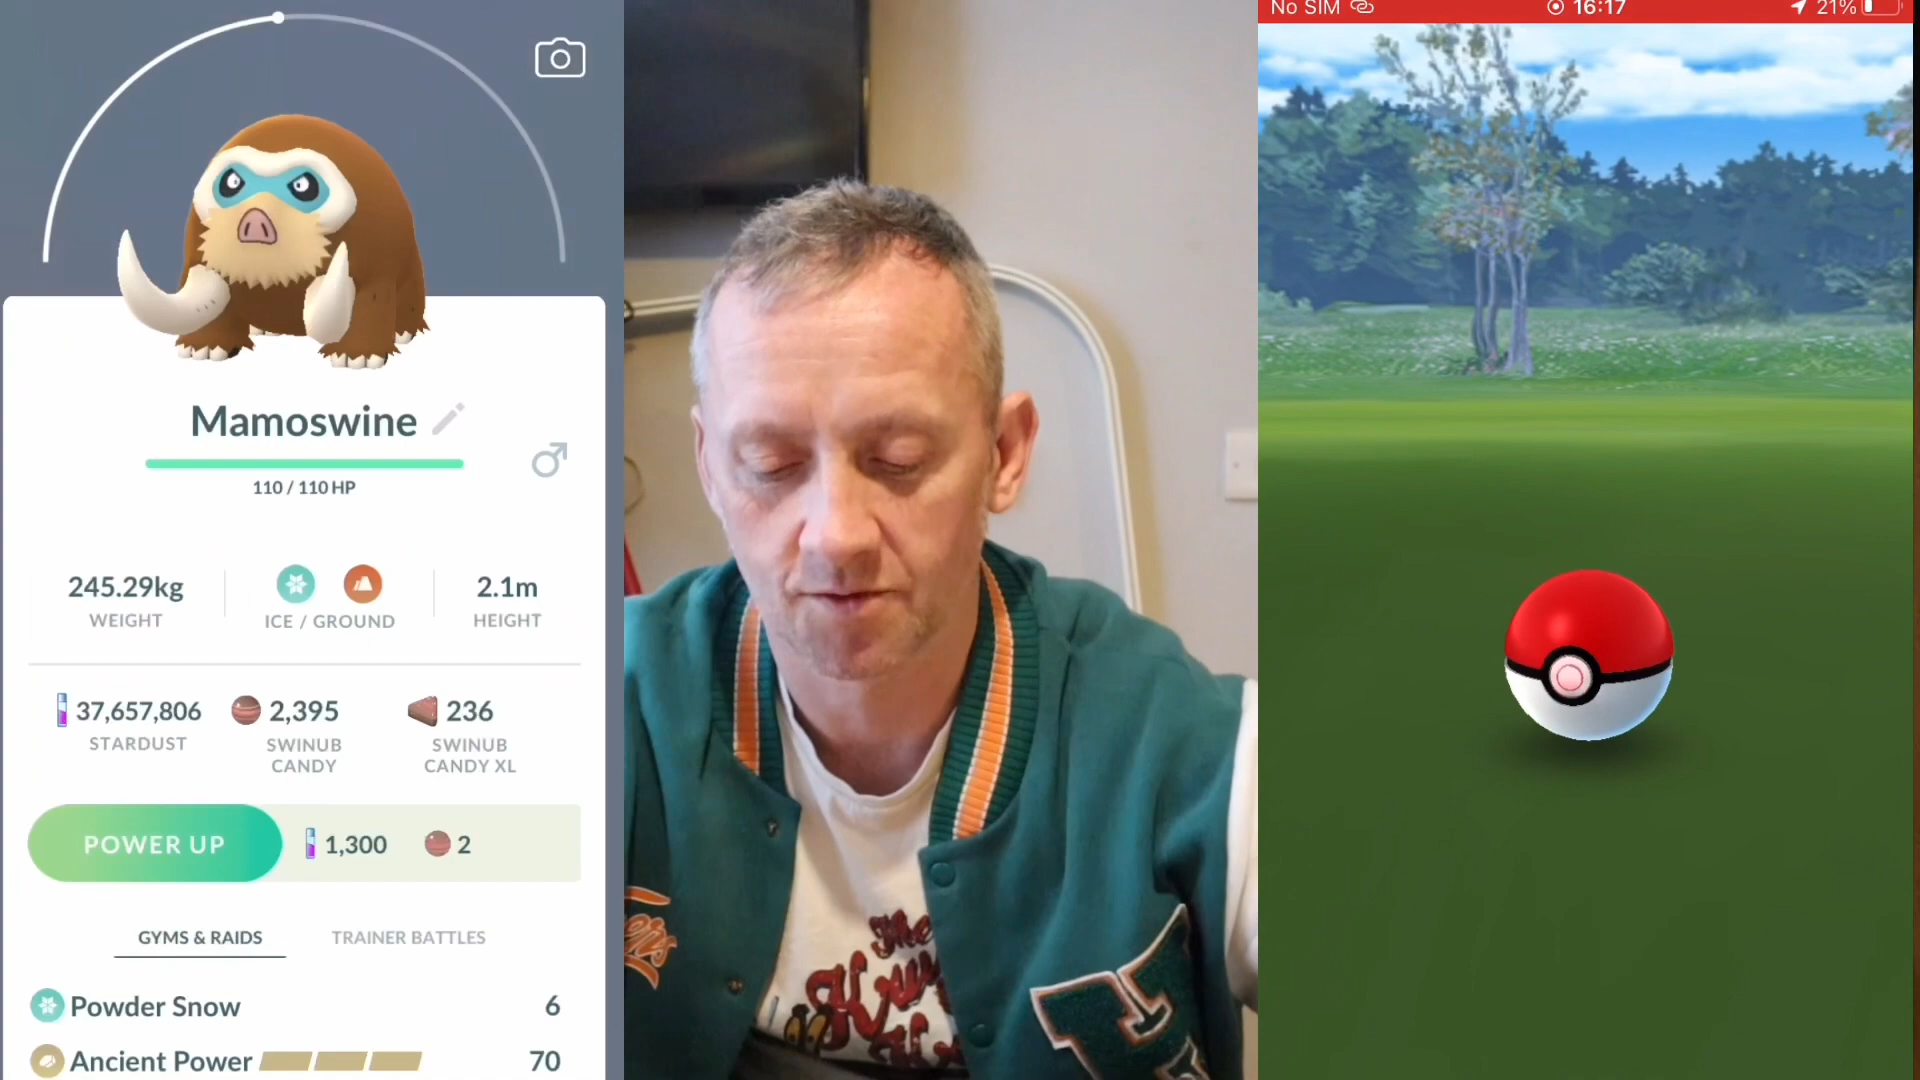 Mamoswine
110 / 110 HP
245.29kg
WEIGHT
ICE / GROUND
2.1m
HEIGHT
37,657,806
STARDUST
2,395
SWINUB
CANDY
236
SWINUB
CANDY XL
POWER UP
1,300
2
GYMS & RAIDS
TRAINER BATTLES
Powder Snow
6
Ancient Power
70
The
H
No SIM
16:17
21%